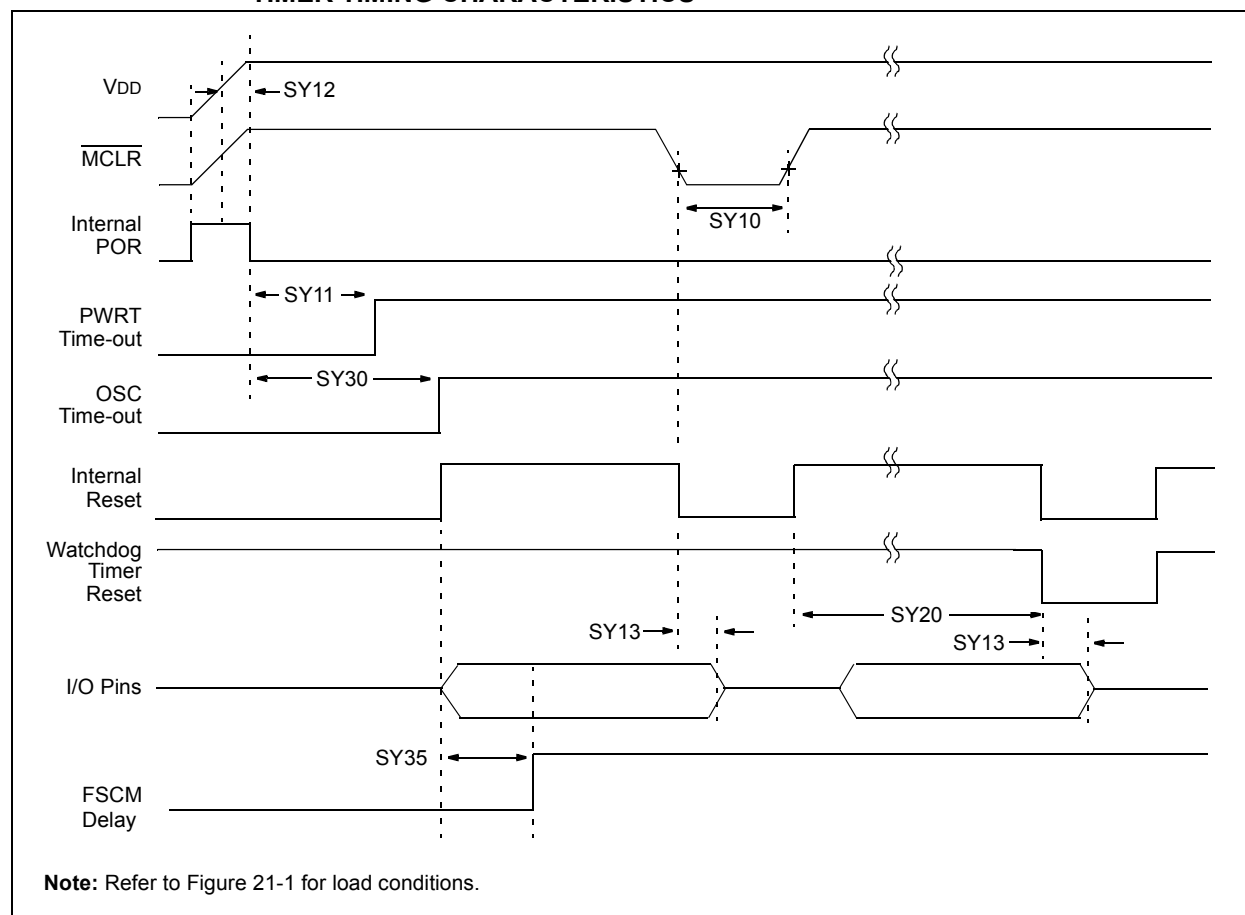 TIMER TIMING CHARACTERISTICS
VDD
SY12
MCLR
SY10
Internal
POR
SY11
PWRT
Time-out
SY30
OSC
Time-out
Internal
Reset
Watchdog
Timer
Reset
SY20
SY13
SY13
I/O Pins
SY35
FSCM
Delay
Note: Refer to Figure 21-1 for load conditions.